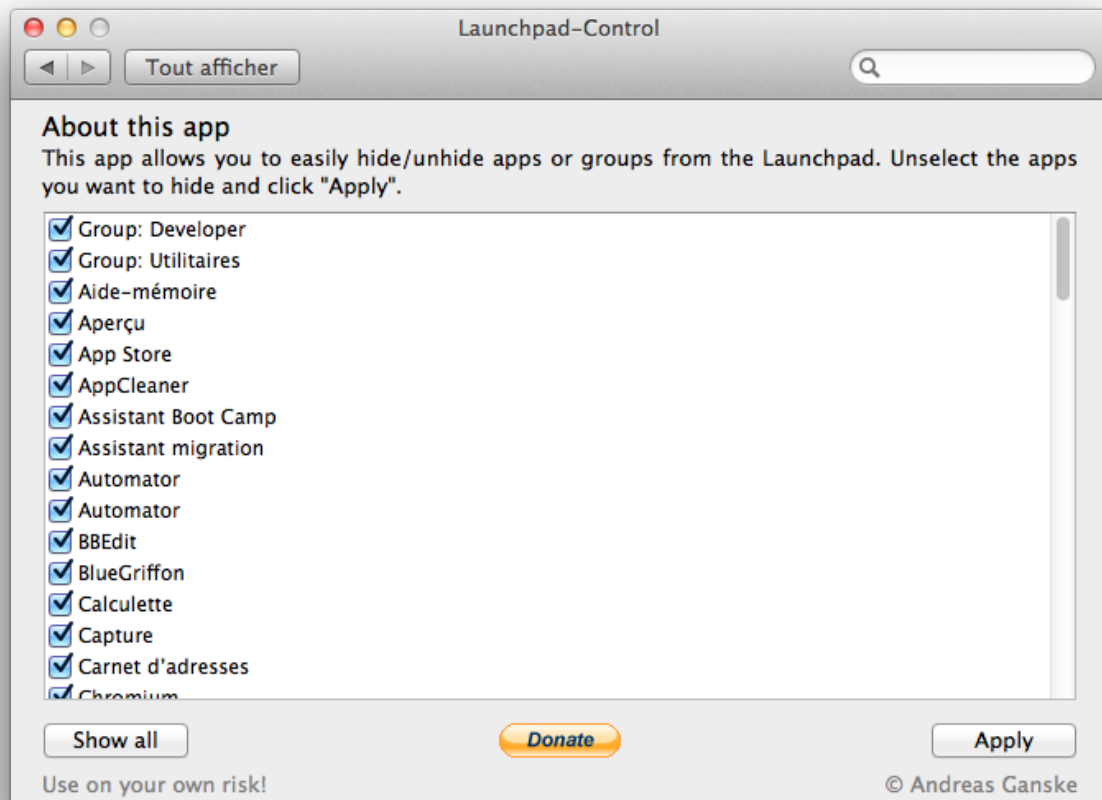 Launchpad-Control
Tout afficher
About this app
This app allows you to easily hide/unhide apps or groups from the Launchpad. Unselect the apps
you want to hide and click "Apply".
Group: Developer
Group: Utilitaires
Aide-mémoire
Aperçu
App Store
AppCleaner
Assistant Boot Camp
Assistant migration
Automator
Automator
BBEdit
BlueGriffon
Calculette
Capture
Carnet d'adresses
Chromium
Show all
Donate
Apply
Use on your own risk!
© Andreas Ganske